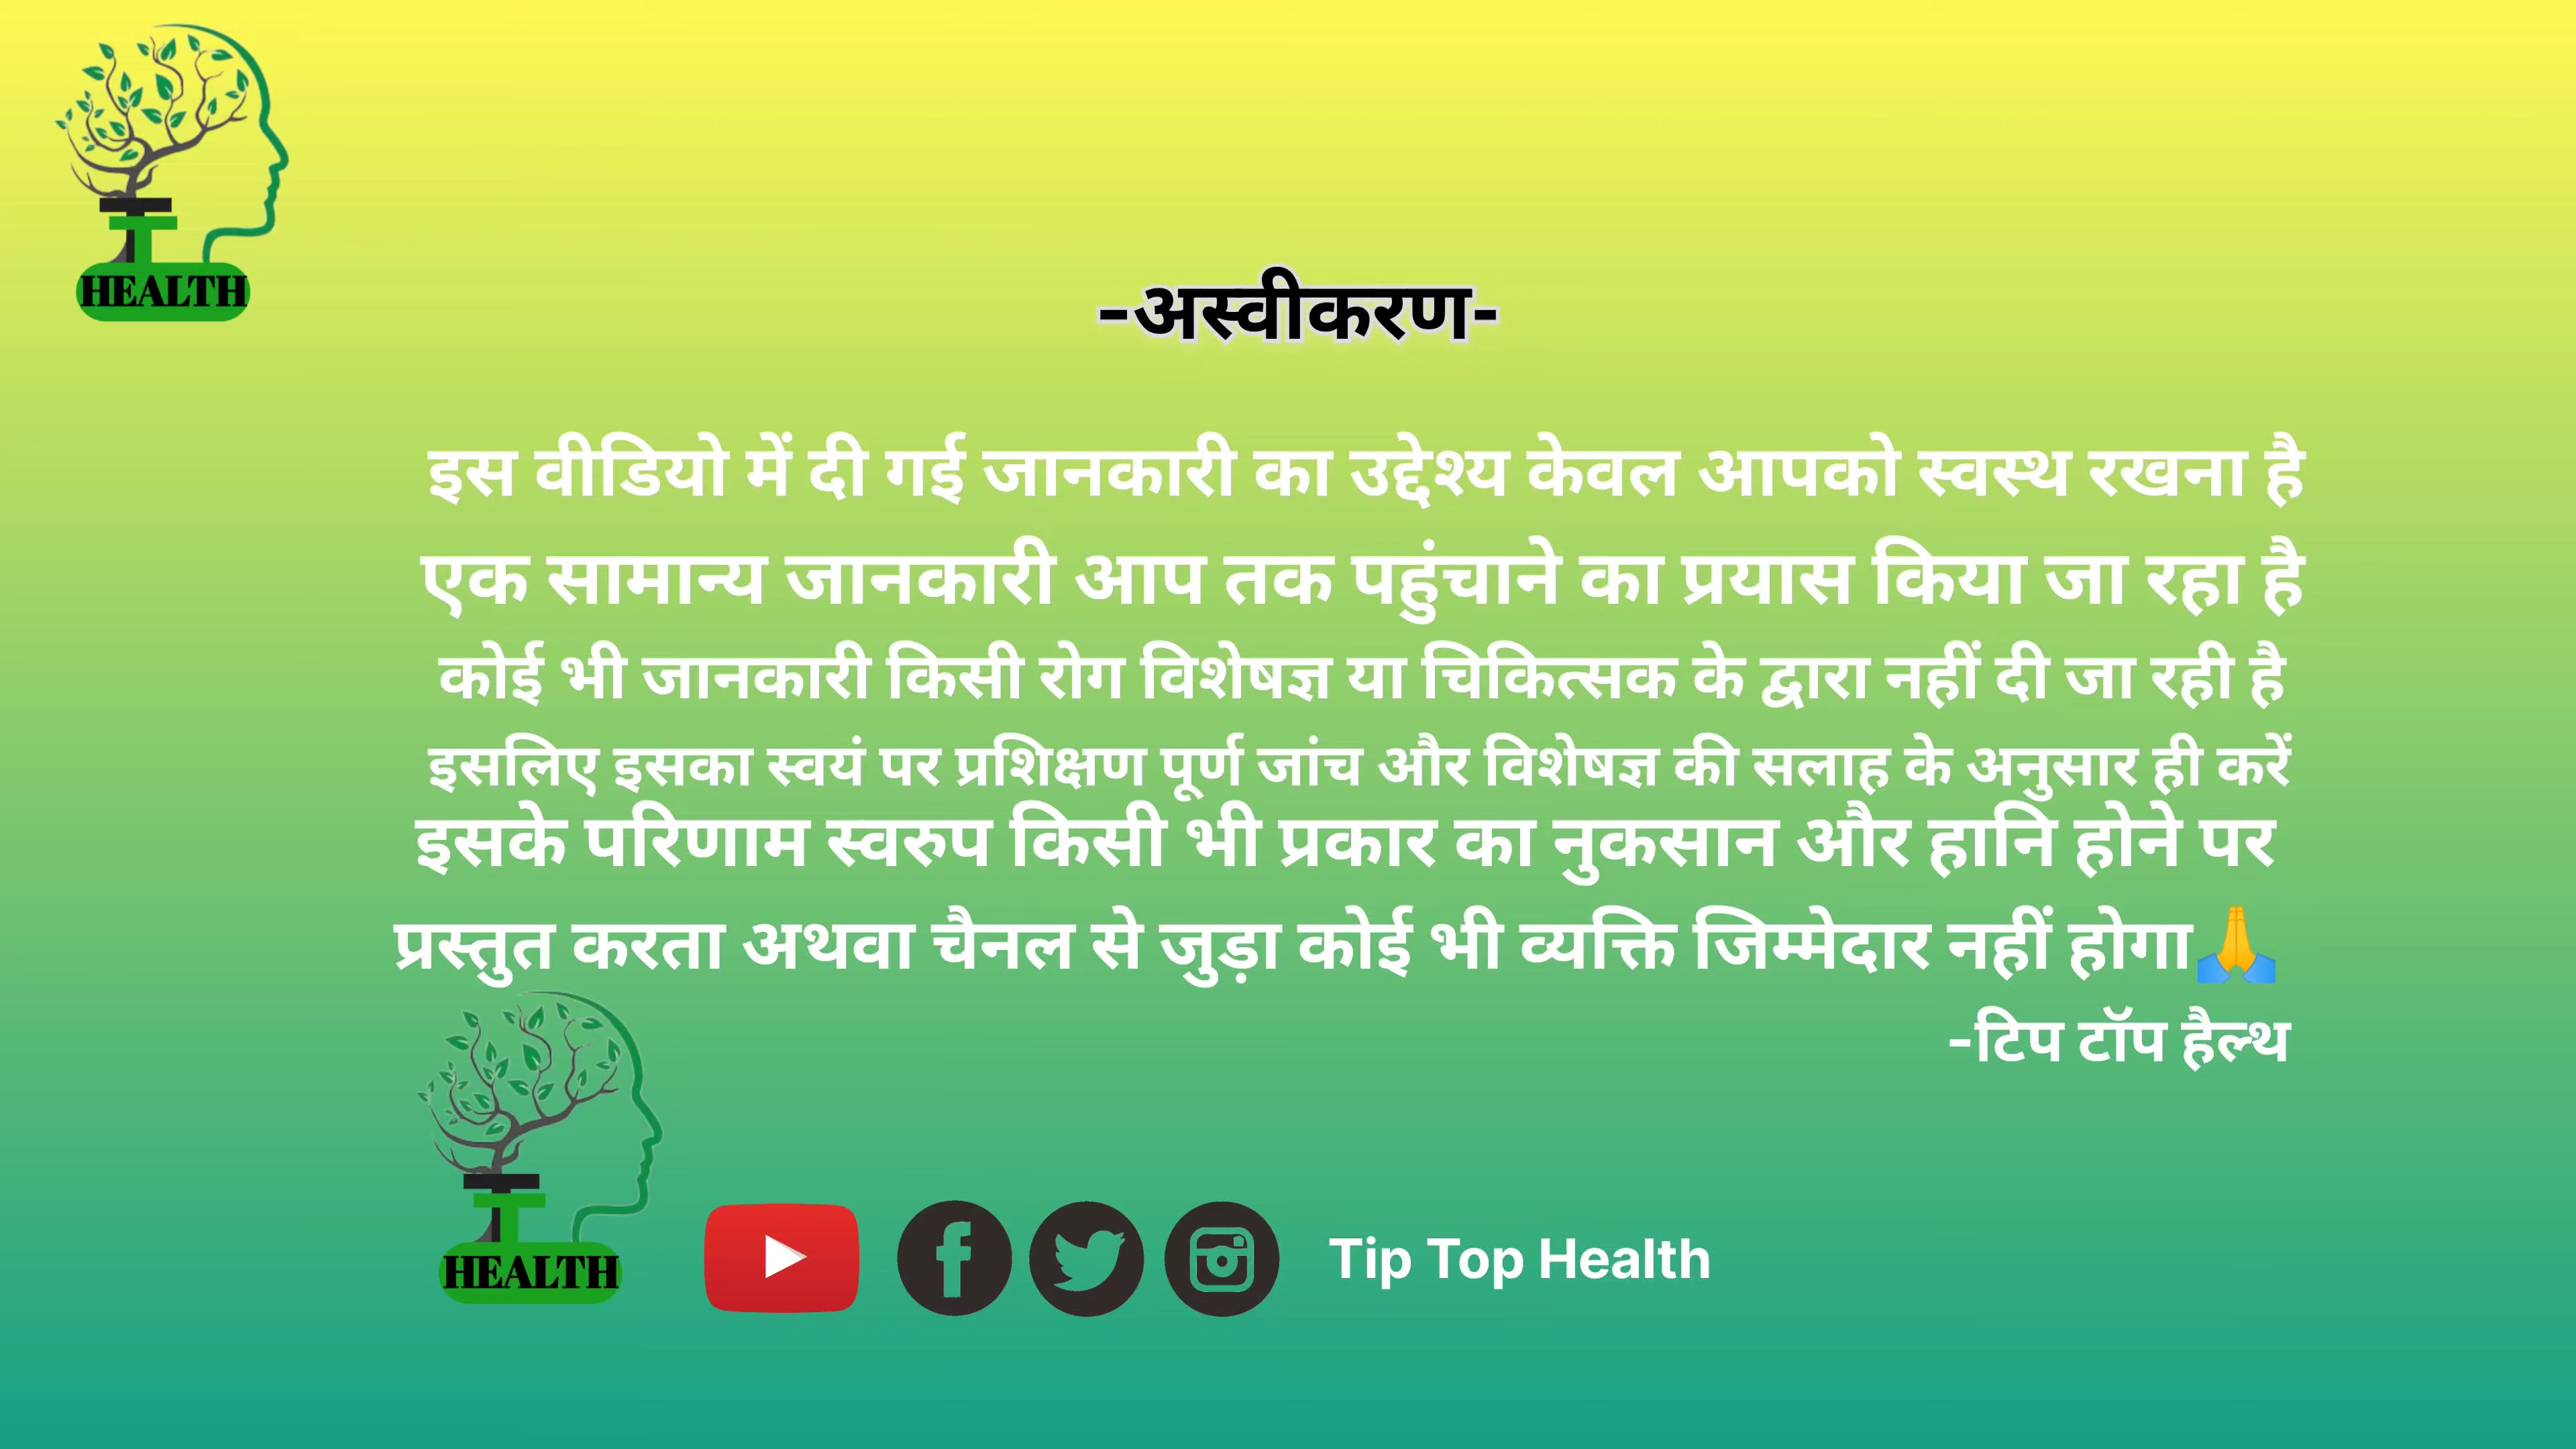 HEALTH
-अस्वीकरण-
इस वीडियो में दी गई जानकारी का उद्देश्य केवल आपको स्वस्थ रखना है
एक सामान्य जानकारी आप तक पहुंचाने का प्रयास किया जा रहा है
कोई भी जानकारी किसी रोग विशेषज्ञ या चिकित्सक के द्वारा नहीं दी जा रही है
इसलिए इसका स्वयं पर प्रशिक्षण पूर्ण जांच और विशेषज्ञ की सलाह के अनुसार ही करें
इसके परिणाम स्वरुप किसी भी प्रकार का नुकसान और हानि होने पर
प्रस्तुत करता अथवा चैनल से जुड़ा कोई भी व्यक्ति जिम्मेदार नहीं होगा🙏
-टिप टॉप हैल्थ
HEALTH
Tip Top Health